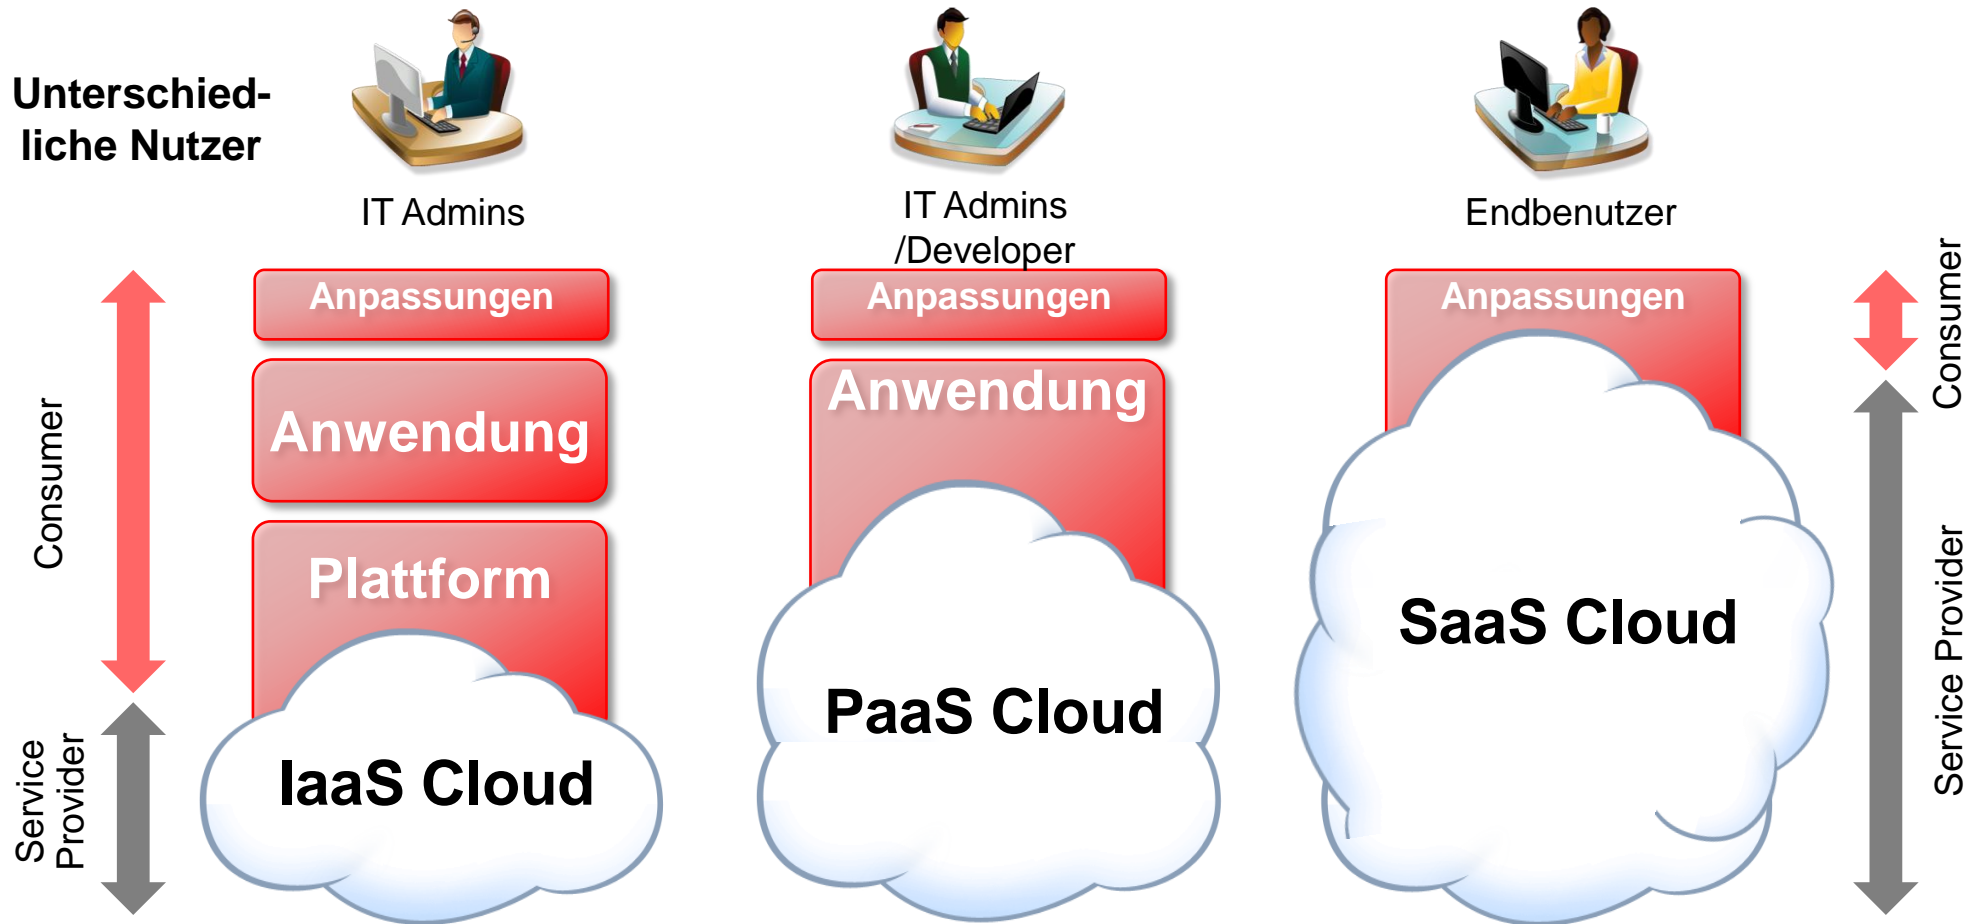 Unterschied-
liche Nutzer
IT Admins
IT Admins
/Developer
Endbenutzer
Consumer
Service
Provider
Anpassungen
Anwendung
Plattform
IaaS Cloud
Anpassungen
Anwendung
PaaS Cloud
Anpassungen
SaaS Cloud
Consumer
Service Provider